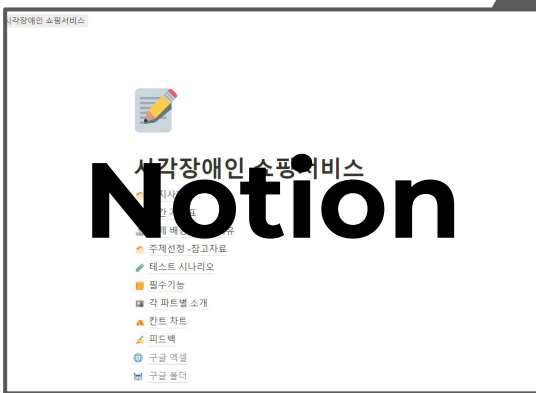 시각장애인 쇼핑서비스
시각장애인 쇼핑서비스
Notion
주제선정 -참고자료
테스트 시나리오
필수기능
각 파트별 소개
칸트 차트
피드백
구글 엑셀
구글 폴더